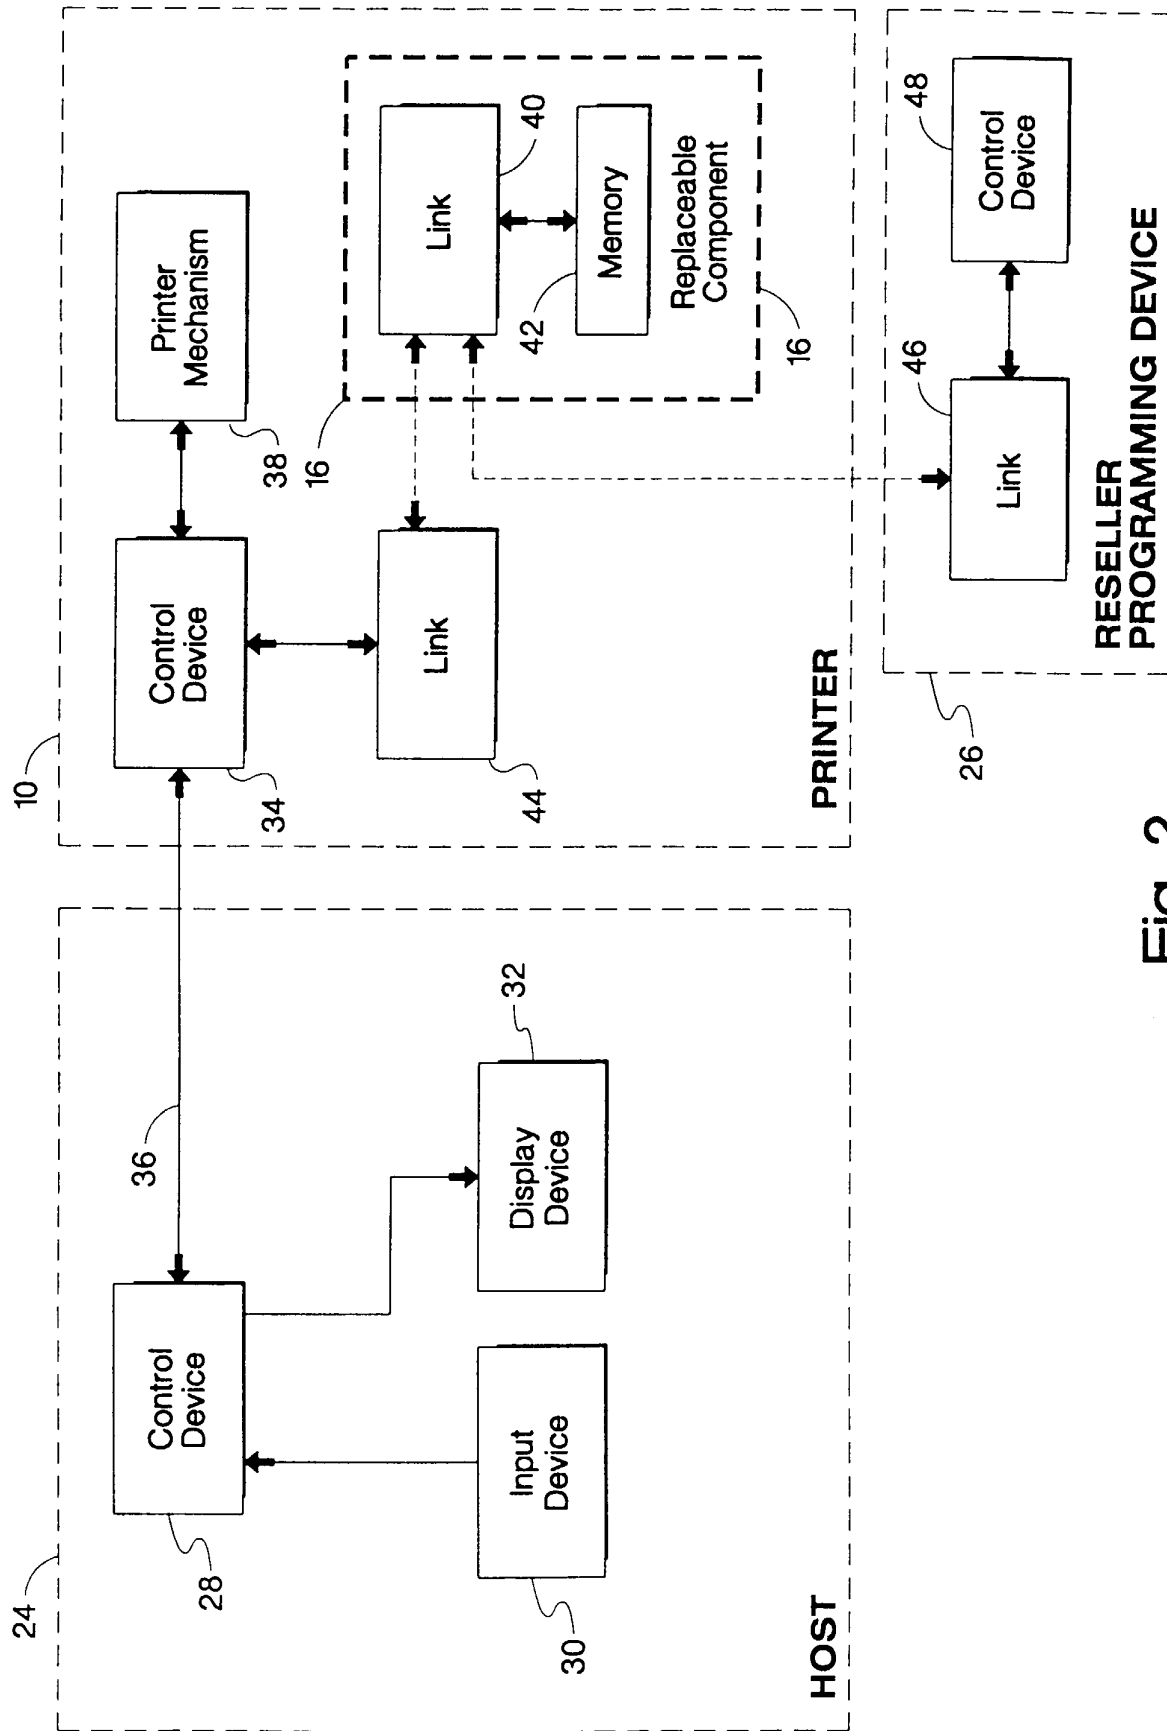 24
28
Control
Device
36
30
Input
Device
32
Display
Device
HOST
10
34
Control
Device
38
Printer
Mechanism
44
Link
16
Link
40
42
Memory
Replaceable
Component
16
PRINTER
26
46
Link
48
Control
Device
RESELLER
PROGRAMMING DEVICE
Fig. 2